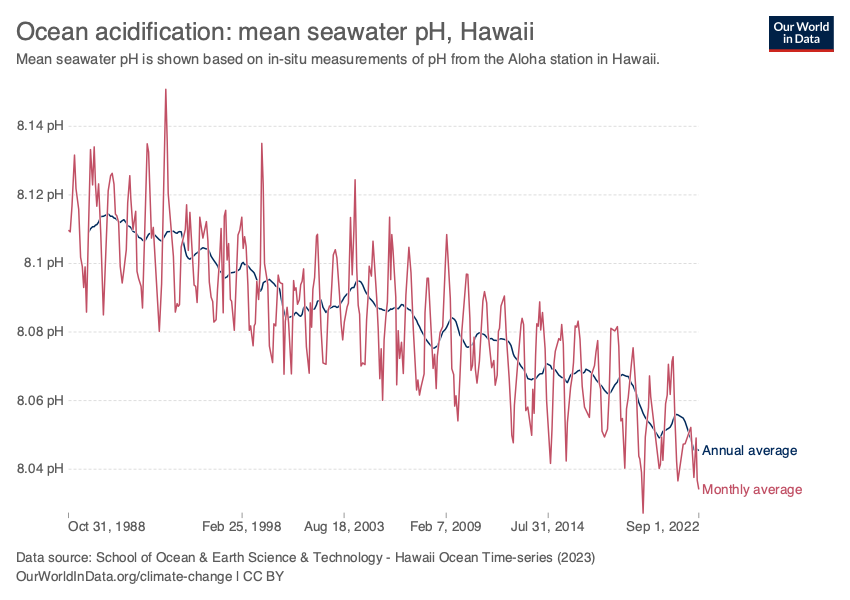 Ocean acidification: mean seawater pH, Hawaii
Our World
in Data
Mean seawater pH is shown based on in-situ measurements of pH from the Aloha station in Hawaii.
8.14 pH
8.12 pH
8.1 pH
8.08 pH
8.06 pH
8.04 pH
Annual average
Monthly average
Oct 31, 1988
Feb 25, 1998
Aug 18, 2003
Feb 7, 2009
Jul 31, 2014
Sep 1, 2022
Data source: School of Ocean & Earth Science & Technology - Hawaii Ocean Time-series (2023)
OurWorldInData.org/climate-change | CC BY